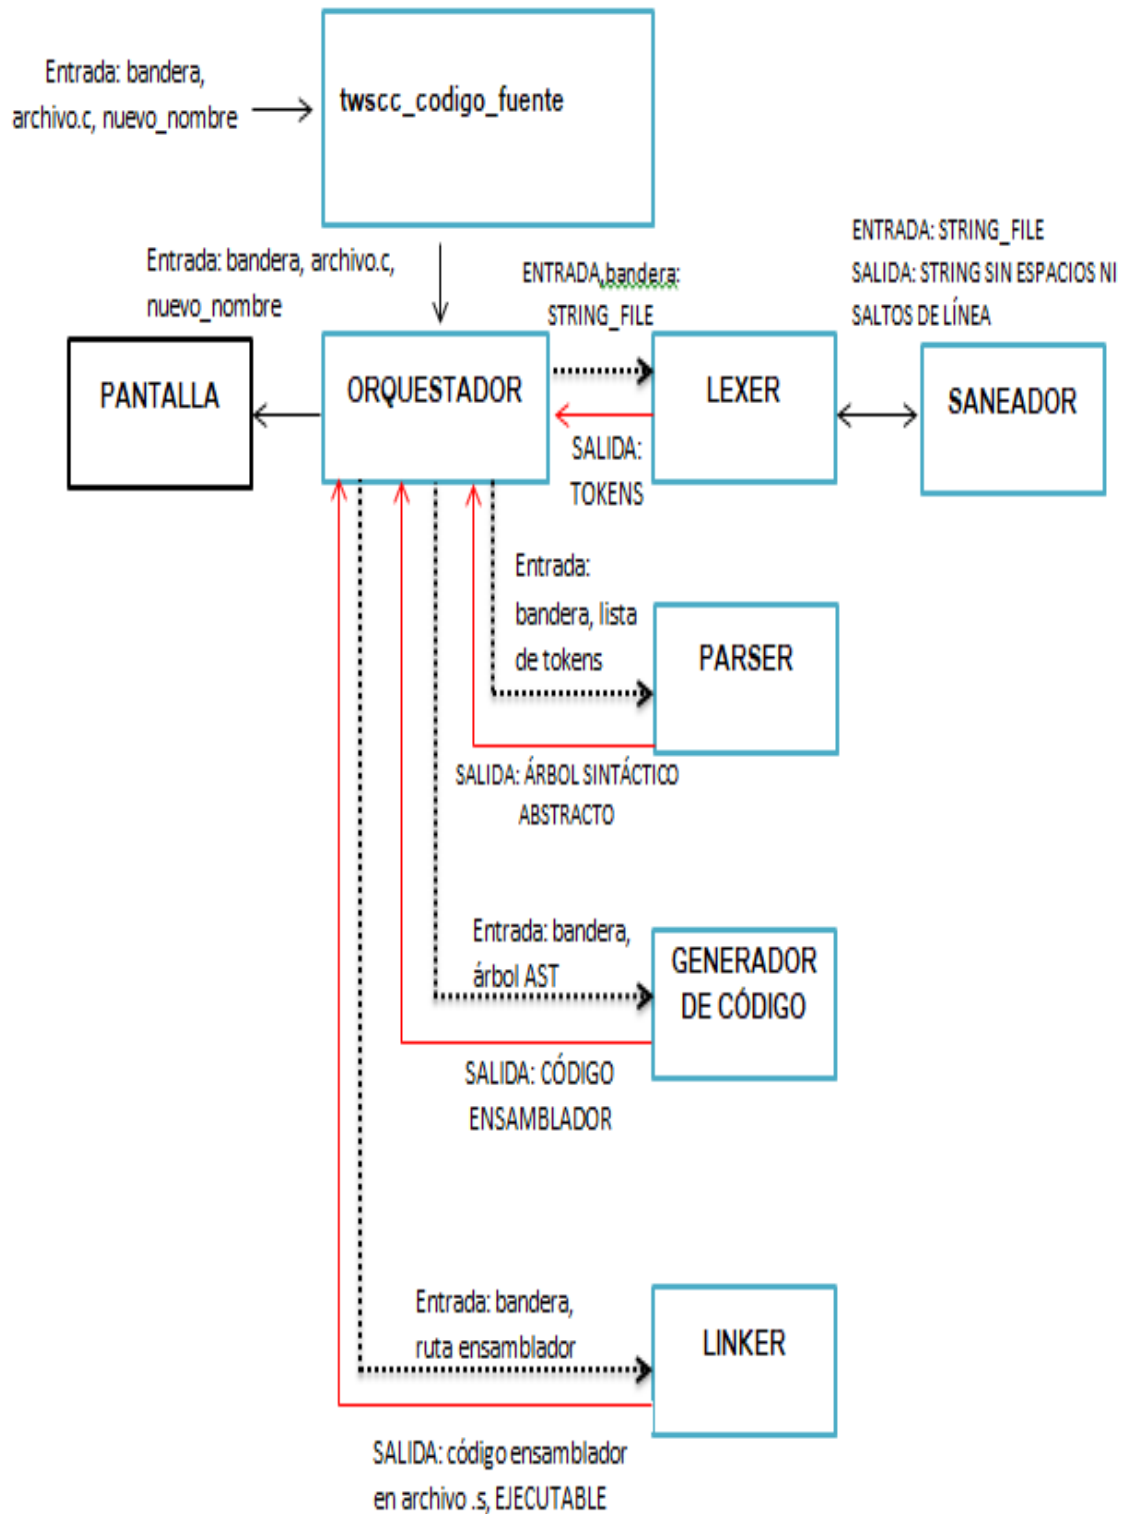 Entrada: bandera,
archivo.c, nuevo_nombre
twscc_codigo_fuente
Entrada: bandera, archivo.c,
nuevo_nombre
ENTRADA,bandera:
STRING_FILE
ENTRADA: STRING_FILE
SALIDA: STRING SIN ESPACIOS NI
SALTOS DE LÍNEA
PANTALLA
ORQUESTADOR
LEXER
SANEADOR
SALIDA:
TOKENS
Entrada:
bandera, lista
de tokens
PARSER
SALIDA: ÁRBOL SINTÁCTICO
ABSTRACTO
Entrada: bandera,
árbol AST
GENERADOR
DE CÓDIGO
SALIDA: CÓDIGO
ENSAMBLADOR
Entrada: bandera,
ruta ensamblador
LINKER
SALIDA: código ensamblador
en archivo .s, EJECUTABLE